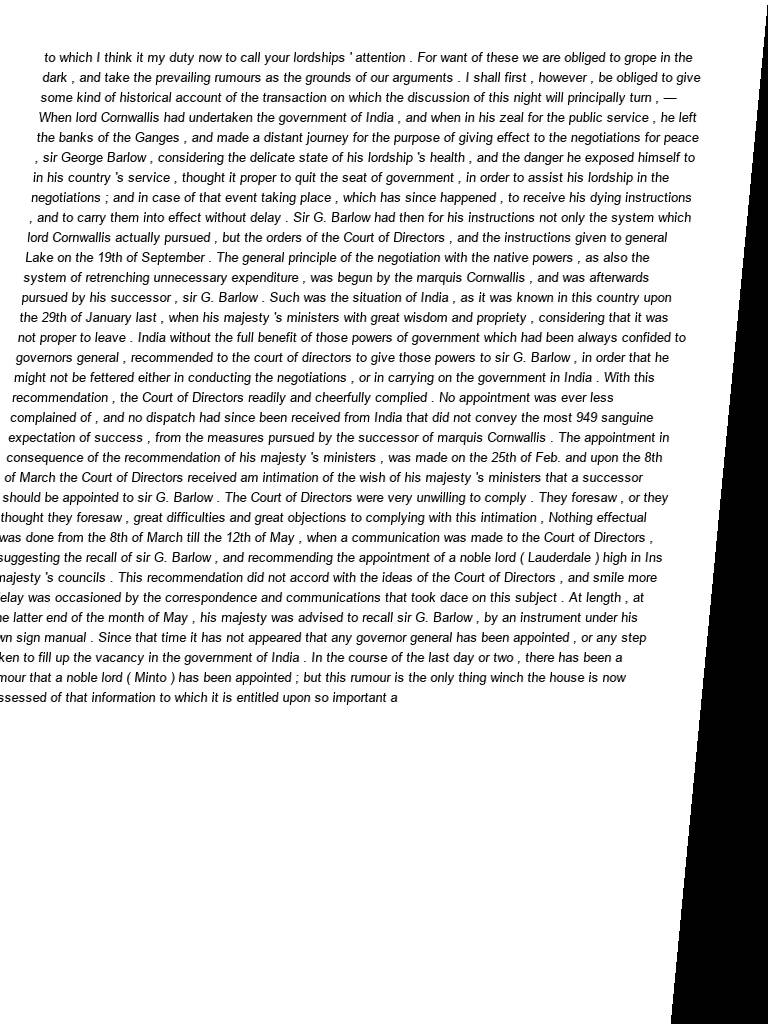 to which I think it my duty now to call your lordships ' attention . For want of these we are obliged to grope in the
dark , and take the prevailing rumours as the grounds of our arguments . I shall first , however , be obliged to give
some kind of historical account of the transaction on which the discussion of this night will principally turn , —
When lord Cornwallis had undertaken the government of India , and when in his zeal for the public service , he left
the banks of the Ganges , and made a distant journey for the purpose of giving effect to the negotiations for peace
, sir George Barlow , considering the delicate state of his lordship 's health , and the danger he exposed himself to
in his country 's service , thought it proper to quit the seat of government , in order to assist his lordship in the
negotiations ; and in case of that event taking place , which has since happened , to receive his dying instructions
, and to carry them into effect without delay . Sir G. Barlow had then for his instructions not only the system which
lord Cornwallis actually pursued , but the orders of the Court of Directors , and the instructions given to general
Lake on the 19th of September . The general principle of the negotiation with the native powers , as also the
system of retrenching unnecessary expenditure , was begun by the marquis Cornwallis , and was afterwards
pursued by his successor , sir G. Barlow . Such was the situation of India , as it was known in this country upon
the 29th of January last , when his majesty 's ministers with great wisdom and propriety , considering that it was
not proper to leave . India without the full benefit of those powers of government which had been always confided to
governors general , recommended to the court of directors to give those powers to sir G. Barlow , in order that he
might not be fettered either in conducting the negotiations , or in carrying on the government in India . With this
recommendation , the Court of Directors readily and cheerfully complied . No appointment was ever less
complained of , and no dispatch had since been received from India that did not convey the most 949 sanguine
expectation of success , from the measures pursued by the successor of marquis Cornwallis . The appointment in
consequence of the recommendation of his majesty 's ministers , was made on the 25th of Feb. and upon the 8th
of March the Court of Directors received am intimation of the wish of his majesty 's ministers that a successor
should be appointed to sir G. Barlow . The Court of Directors were very unwilling to comply . They foresaw , or they
thought they foresaw , great difficulties and great objections to complying with this intimation , Nothing effectual
was done from the 8th of March till the 12th of May , when a communication was made to the Court of Directors ,
suggesting the recall of sir G. Barlow , and recommending the appointment of a noble lord ( Lauderdale ) high in Ins
majesty 's councils . This recommendation did not accord with the ideas of the Court of Directors , and smile more
elay was occasioned by the correspondence and communications that took dace on this subject . At length , at
he latter end of the month of May , his majesty was advised to recall sir G. Barlow , by an instrument under his
wn sign manual . Since that time it has not appeared that any governor general has been appointed , or any step
ken to fill up the vacancy in the government of India . In the course of the last day or two , there has been a
mour that a noble lord ( Minto ) has been appointed ; but this rumour is the only thing winch the house is now
ssessed of that information to which it is entitled upon so important a